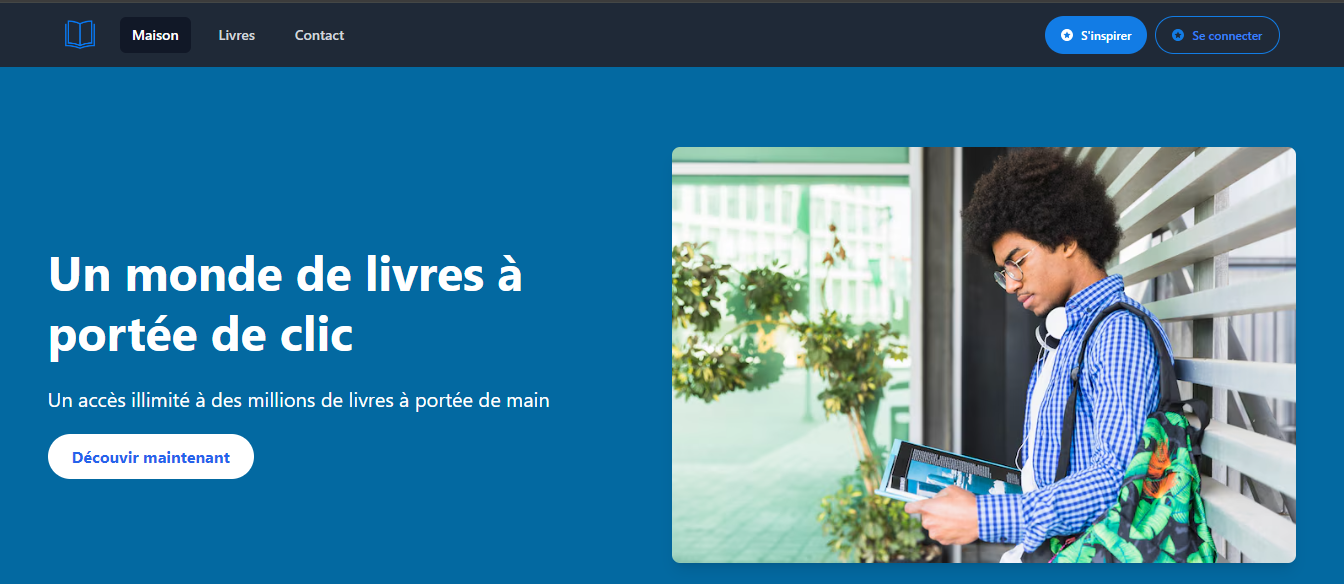 Maison
Livres
Contact
S'inspirer
Se connecter
Un monde de livres à
portée de clic
Un accès illimité à des millions de livres à portée de main
Découvir maintenant